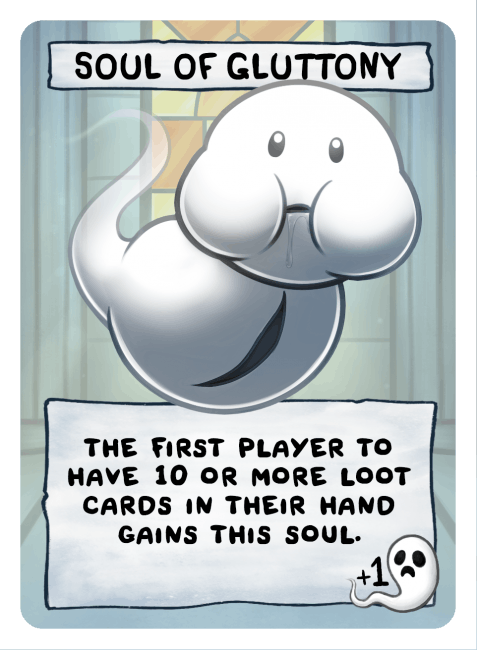 SOUL OF GLUTTONY
THE FIRST PLAYER TO
HAVE 10 OR MORE LOOT
CARDS IN THEIR HAND
GAINS THIS SOUL.
+1